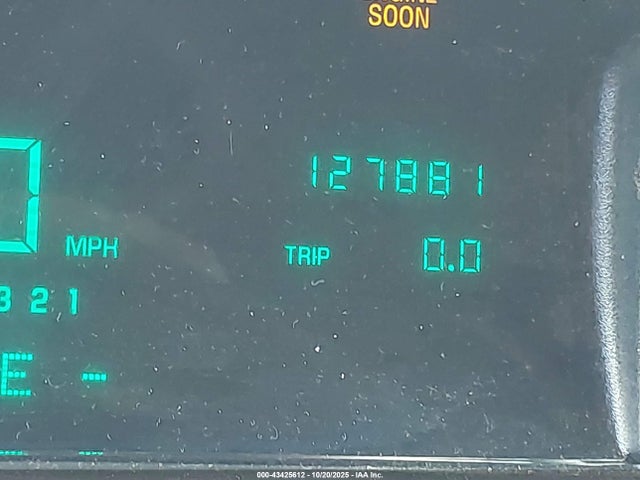 SOON
127881
MPH
TRIP 0.0
3 2 1
E -
000-43425612 - 10/20/2025 - IAA Inc.